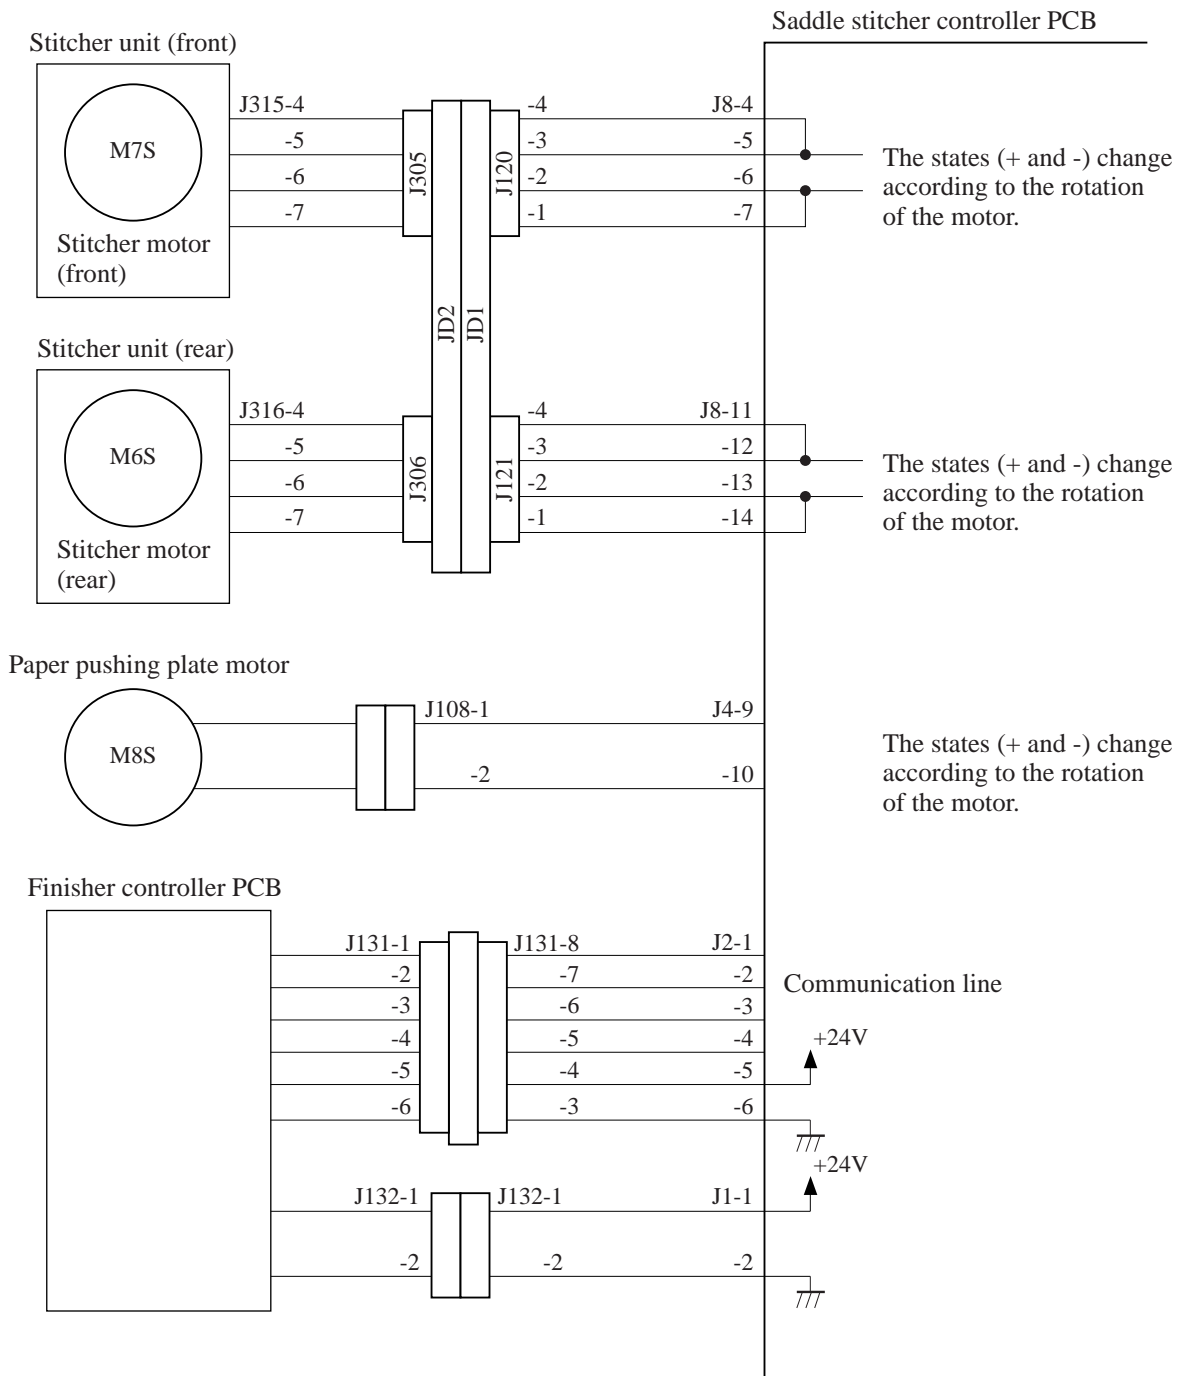 Saddle stitcher controller PCB
Stitcher unit (front)
M7S
Stitcher motor
(front)
J315-4
-5
-6
-7
J305
J120
-4
-3
-2
-1
J8-4
-5
-6
-7
The states (+ and -) change
according to the rotation
of the motor.
JD2
JD1
Stitcher unit (rear)
M6S
Stitcher motor
(rear)
J316-4
-5
-6
-7
J306
J121
-4
-3
-2
-1
J8-11
-12
-13
-14
The states (+ and -) change
according to the rotation
of the motor.
Paper pushing plate motor
M8S
J108-1
-2
J4-9
-10
The states (+ and -) change
according to the rotation
of the motor.
Finisher controller PCB
J131-1
-2
-3
-4
-5
-6
J131-8
-7
-6
-5
-4
-3
J2-1
-2
-3
-4
-5
-6
Communication line
+24V
+24V
J132-1
-2
J132-1
-2
J1-1
-2